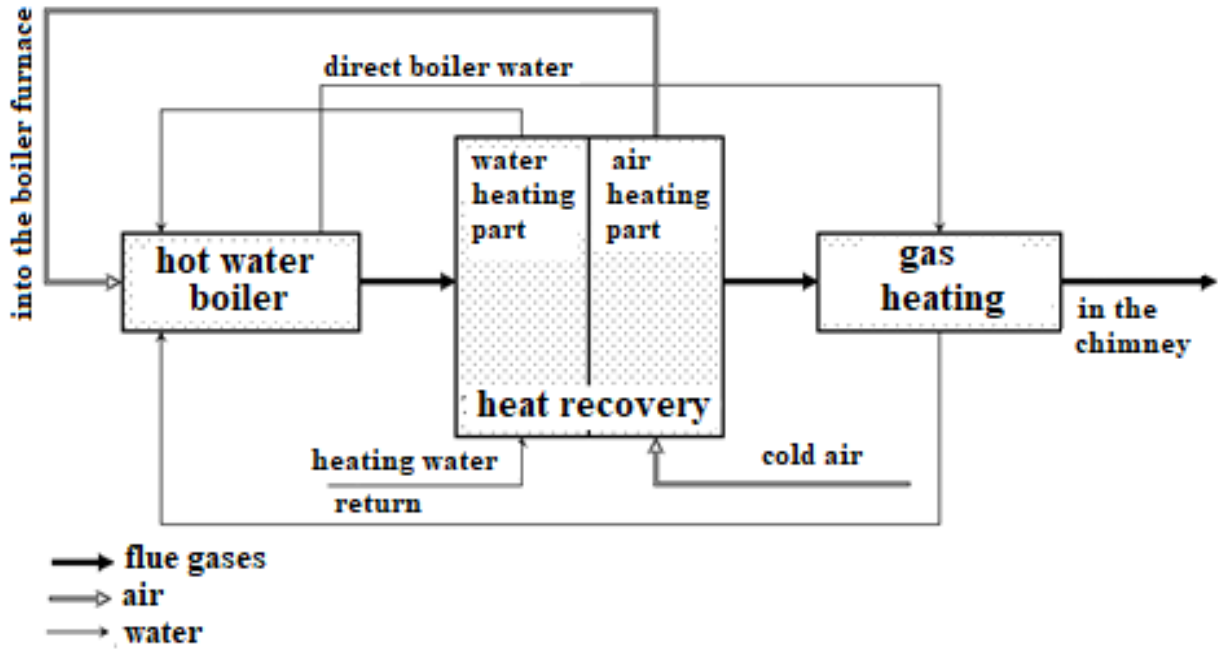 into the boiler furnace
direct boiler water
water
heating
part
air
heating
part
hot water
boiler
gas
heating
in the
chimney
heat recovery
heating water
return
cold air
flue gases
air
water